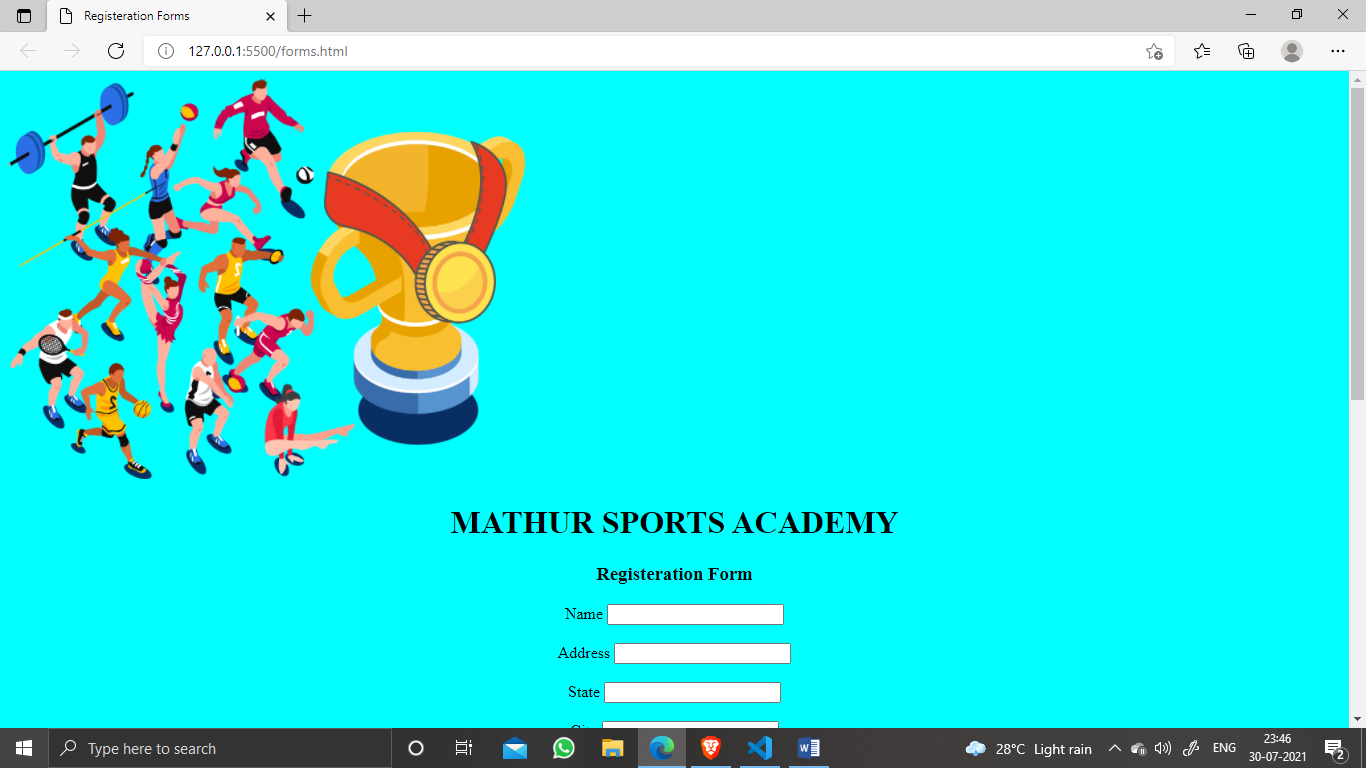 Registeration Forms
127.0.0.1:5500/forms.html
MATHUR SPORTS ACADEMY
Registeration Form
Name
Address
State
City
Type here to search
28°C Light rain
ENG
23:46
30-07-2021
2